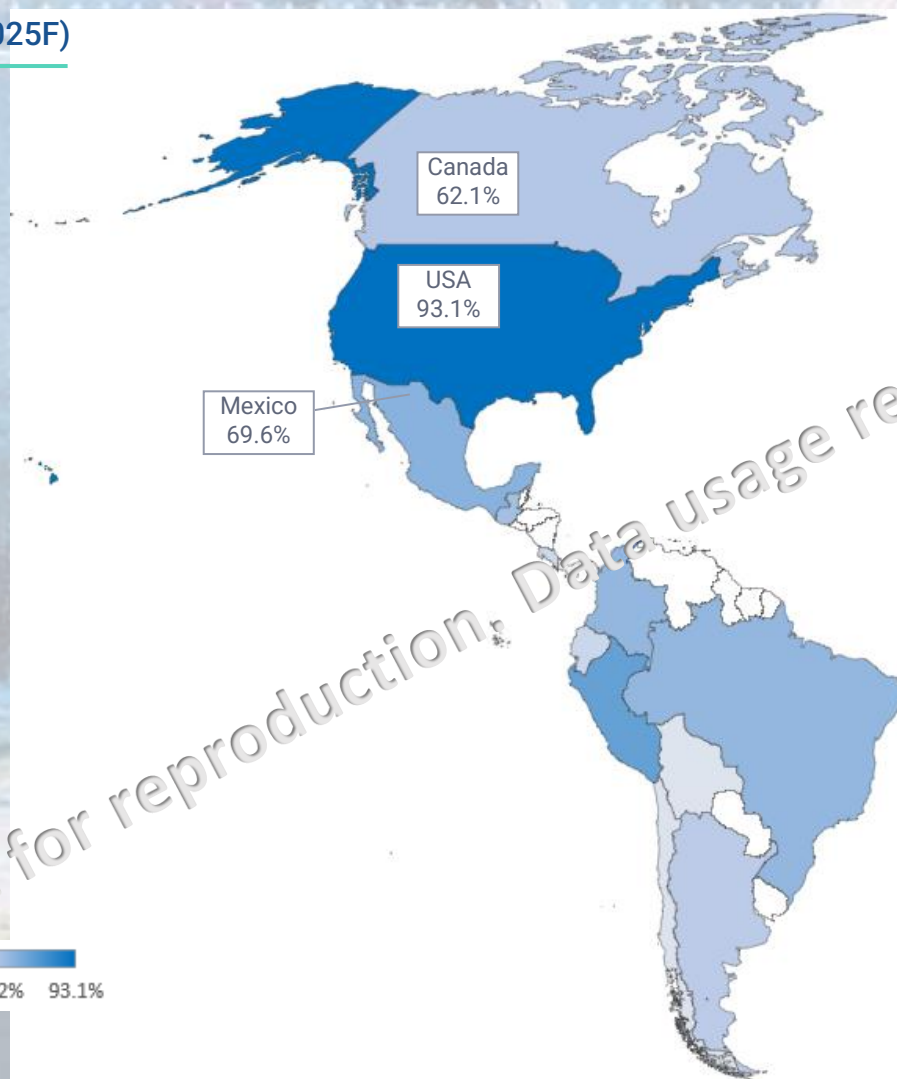 025F)
Canada
62.1%
USA
93.1%
Mexico
69.6%
for reproduction, Data usage re
2% 93.1%